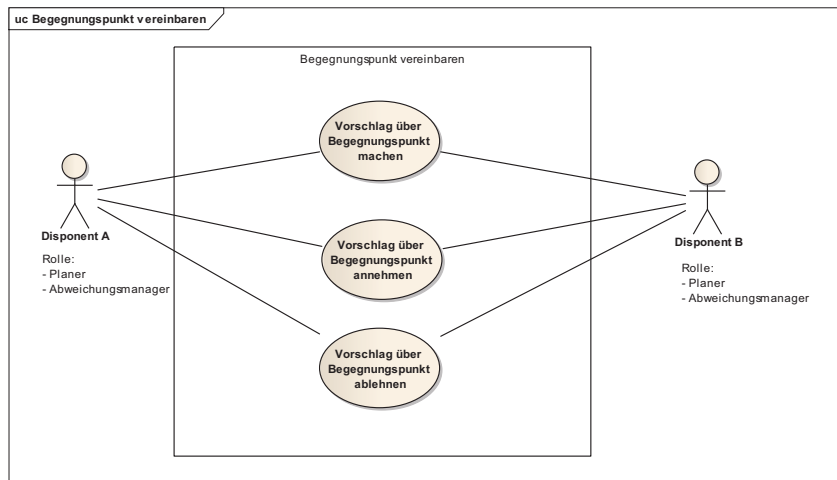 uc Begegnungspunkt vereinbaren
Begegnungspunkt vereinbaren
Vorschlag über
Begegnungspunkt
machen
Disponent A
Rolle:
- Planer
- Abweichungsmanager
Vorschlag über
Begegnungspunkt
annehmen
Disponent B
Rolle:
- Planer
- Abweichungsmanager
Vorschlag über
Begegnungspunkt
ablehnen